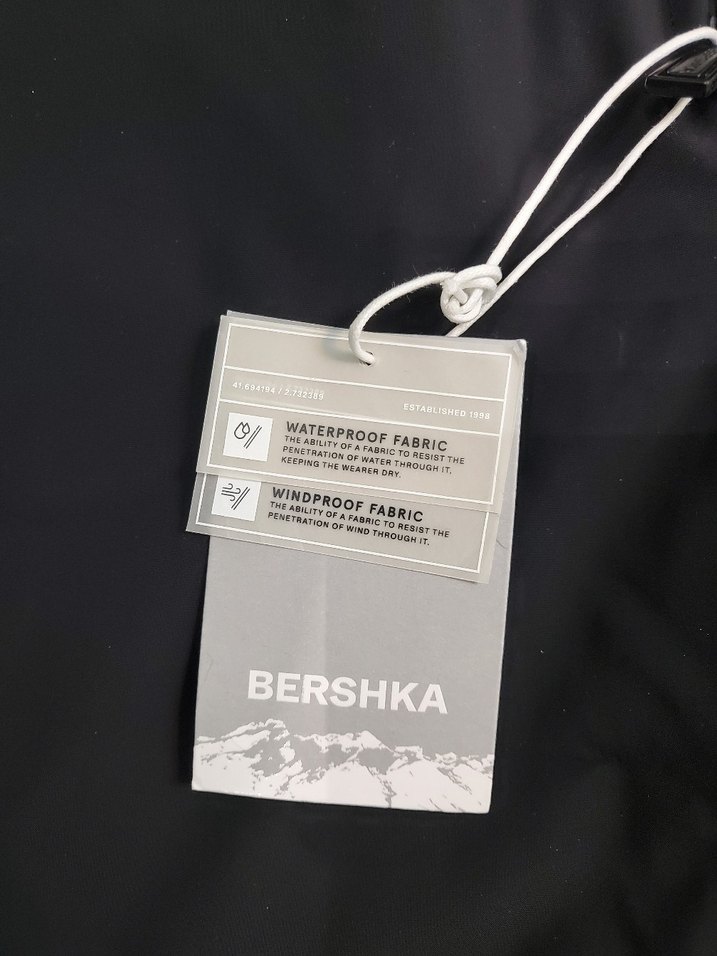 41.694194 / 2.732389
ESTABLISHED 1998
WATERPROOF FABRIC
THE ABILITY OF A FABRIC TO RESIST THE
PENETRATION OF WATER THROUGH IT,
KEEPING THE WEARER DRY.
WINDPROOF FABRIC
THE ABILITY OF A FABRIC TO RESIST THE
PENETRATION OF WIND THROUGH IT.
BERSHKA